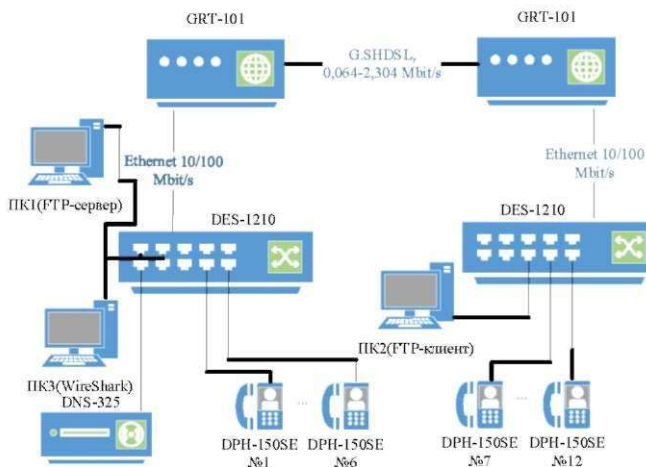 GRT-101
GRT-101
G.SHDSL,
0,064-2,304 Mbit/s
Ethernet 10/100
Mbit/s
Ethernet 10/100
Mbit/s
ПК1(FTP-сервер)
DES-1210
DES-1210
ПК2(FTP-клиент)
ПК3(WireShark)
DNS-325
...
...
DPH-150SE
№1
DPH-150SE
№6
DPH-150SE
№7
DPH-150SE
№12